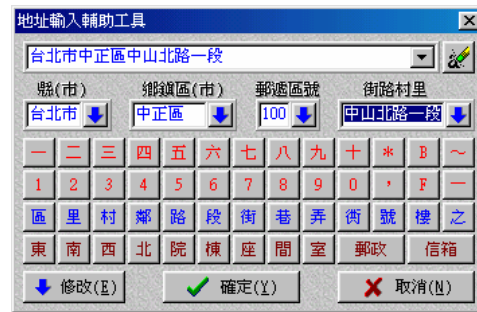 地址輸入輔助工具
台北市中正區中山北路一段
縣(市) 鄉鎮區(市) 郵遞區號 街路村里
台北市 中正區 100 中山北路一段
一 二 三 四 五 六 七 八 九 十 * B ~
1 2 3 4 5 6 7 8 9 0 , F —
區 里 村 鄰 路 段 街 巷 弄 衖 號 樓 之
東 南 西 北 院 棟 座 間 室 郵政 信箱
修改(E) 確定(Y) 取消(N)